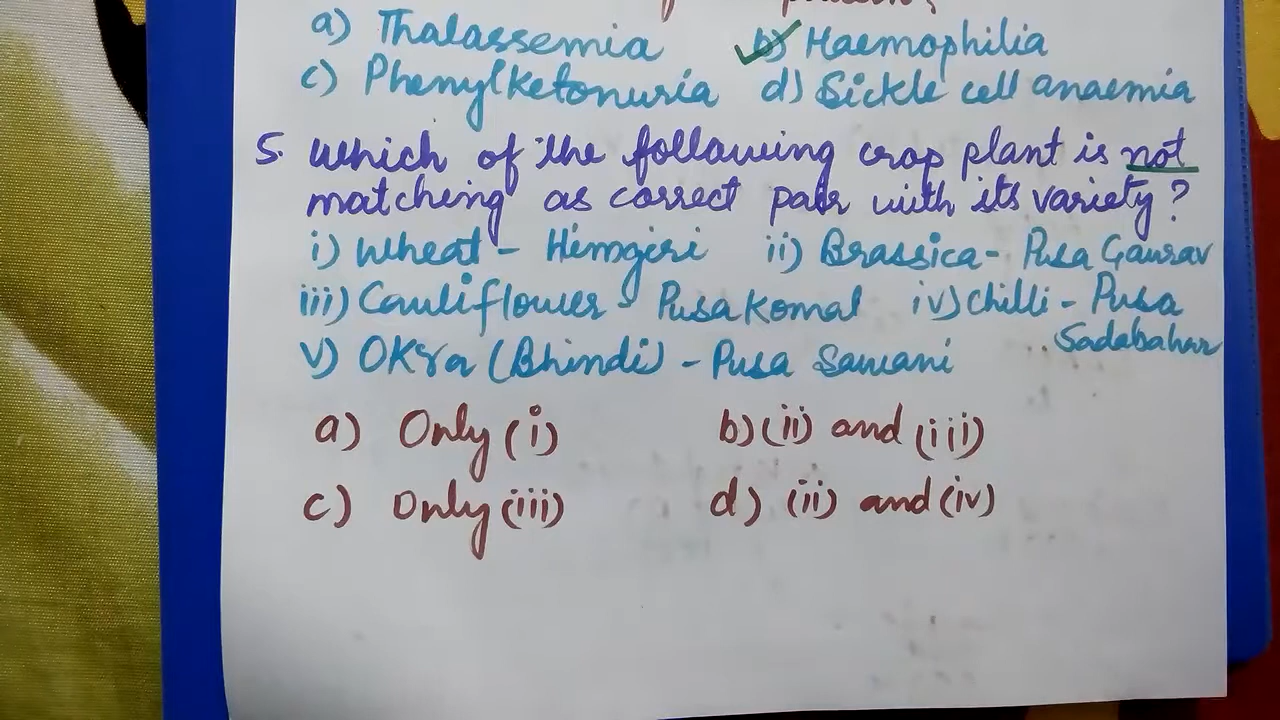 a) Thalassemia b) Haemophilia
c) Phenylketonuria d) Sickle cell anaemia
5. Which of the following crop plant is not
matching as correct pair with its variety?
i) Wheat - Himgiri ii) Brassica - Pusa Gaurav
iii) Cauliflower - Pusa Komal iv) Chilli - Pusa
Sadabahar
v) Okra (Bhindi) - Pusa Sawani
a) Only (i) b) (ii) and (iii)
c) Only (iii) d) (ii) and (iv)